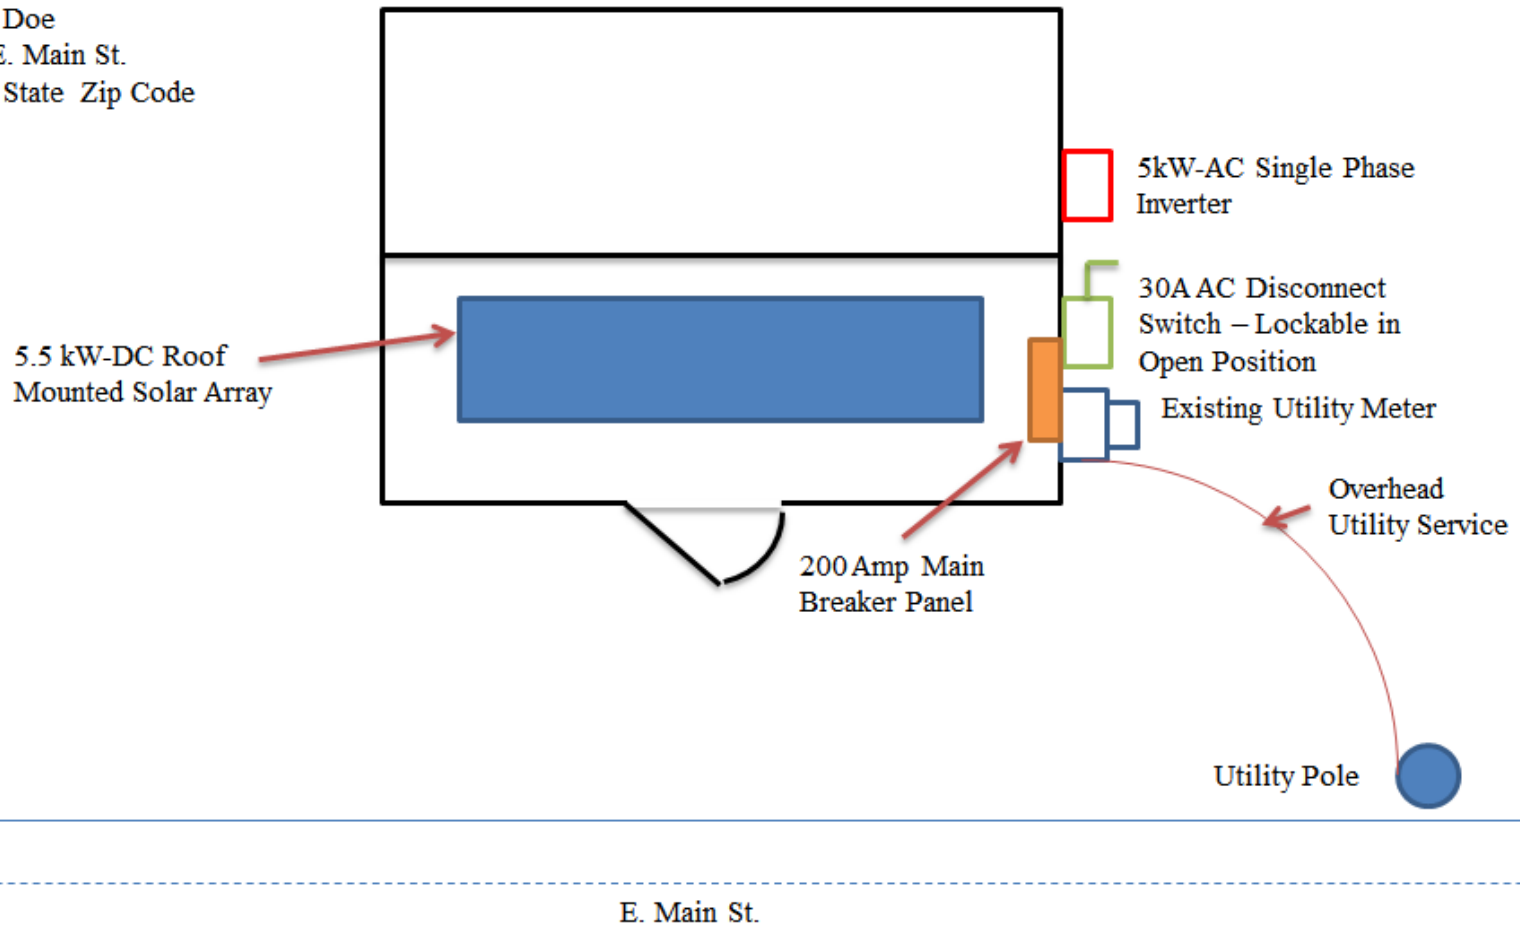 Doe
E. Main St.
State Zip Code
5kW-AC Single Phase
Inverter
30A AC Disconnect
Switch – Lockable in
Open Position
5.5 kW-DC Roof
Mounted Solar Array
Existing Utility Meter
Overhead
Utility Service
200 Amp Main
Breaker Panel
Utility Pole
E. Main St.